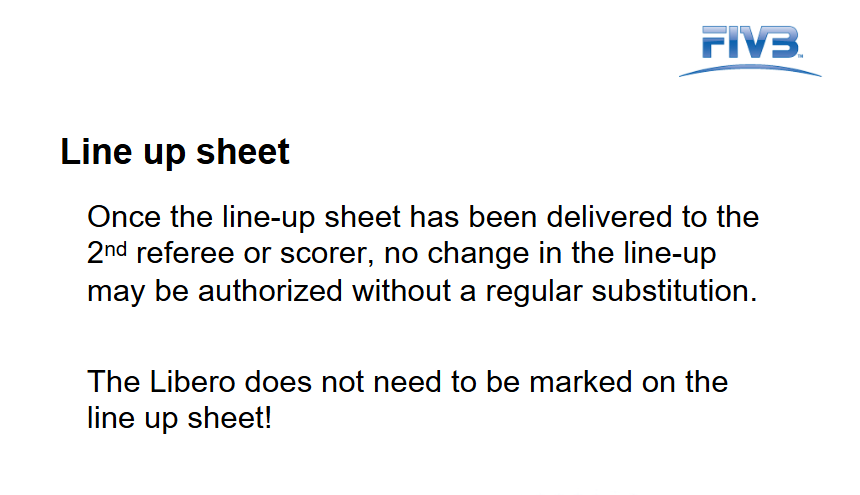 FIVB
Line up sheet
Once the line-up sheet has been delivered to the
2nd referee or scorer, no change in the line-up
may be authorized without a regular substitution.
The Libero does not need to be marked on the
line up sheet!